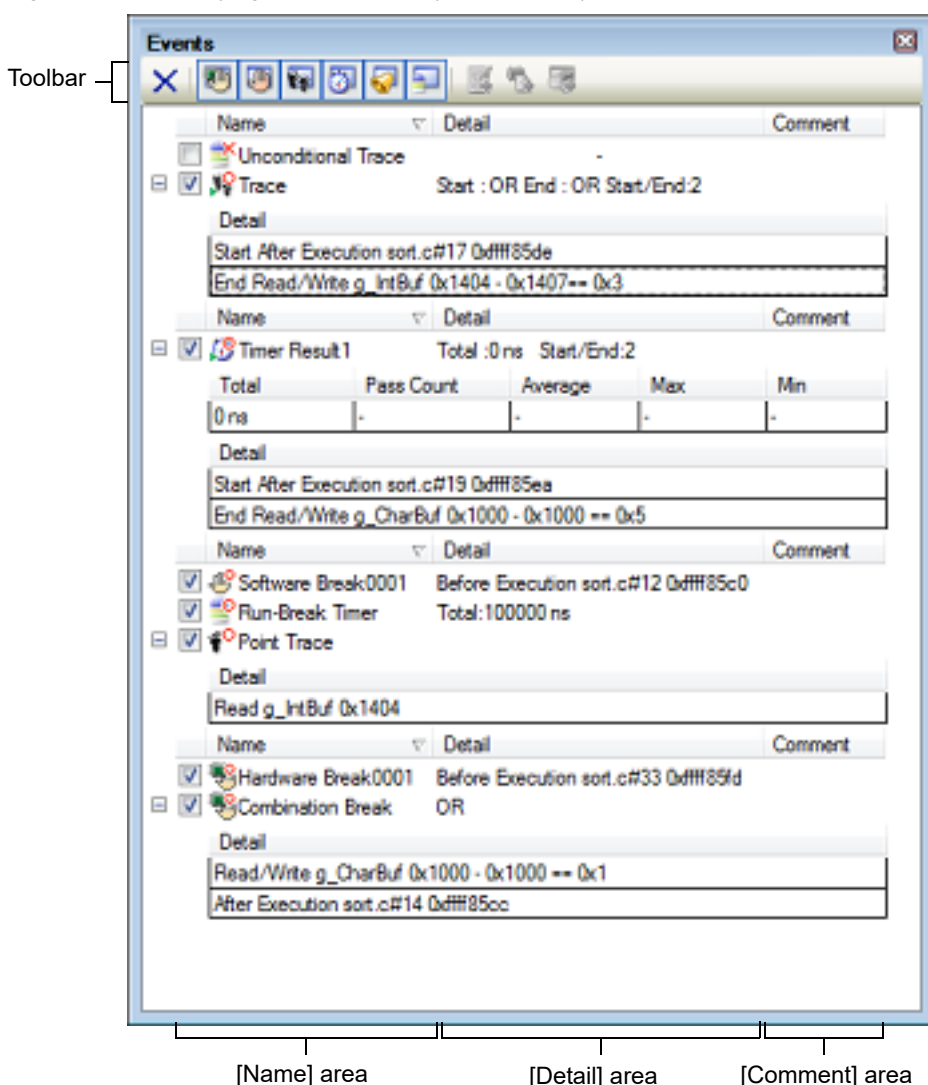 Events
Toolbar
Name Detail Comment
Unconditional Trace -
Trace Start : OR End : OR Start/End:2
Detail
Start After Execution sort.c#17 0xffff85de
End Read/Write g_IntBuf 0x1404 - 0x1407== 0x3
Name Detail Comment
Timer Result1 Total :0 ns Start/End:2
Total Pass Count Average Max Min
0 ns - - - -
Detail
Start After Execution sort.c#19 0xffff85ea
End Read/Write g_CharBuf 0x1000 - 0x1000 == 0x5
Name Detail Comment
Software Break0001 Before Execution sort.c#12 0xffff85c0
Run-Break Timer Total:100000 ns
Point Trace
Detail
Read g_IntBuf 0x1404
Name Detail Comment
Hardware Break0001 Before Execution sort.c#33 0xffff85fd
Combination Break OR
Detail
Read/Write g_CharBuf 0x1000 - 0x1000 == 0x1
After Execution sort.c#14 0xffff85cc
[Name] area [Detail] area [Comment] area